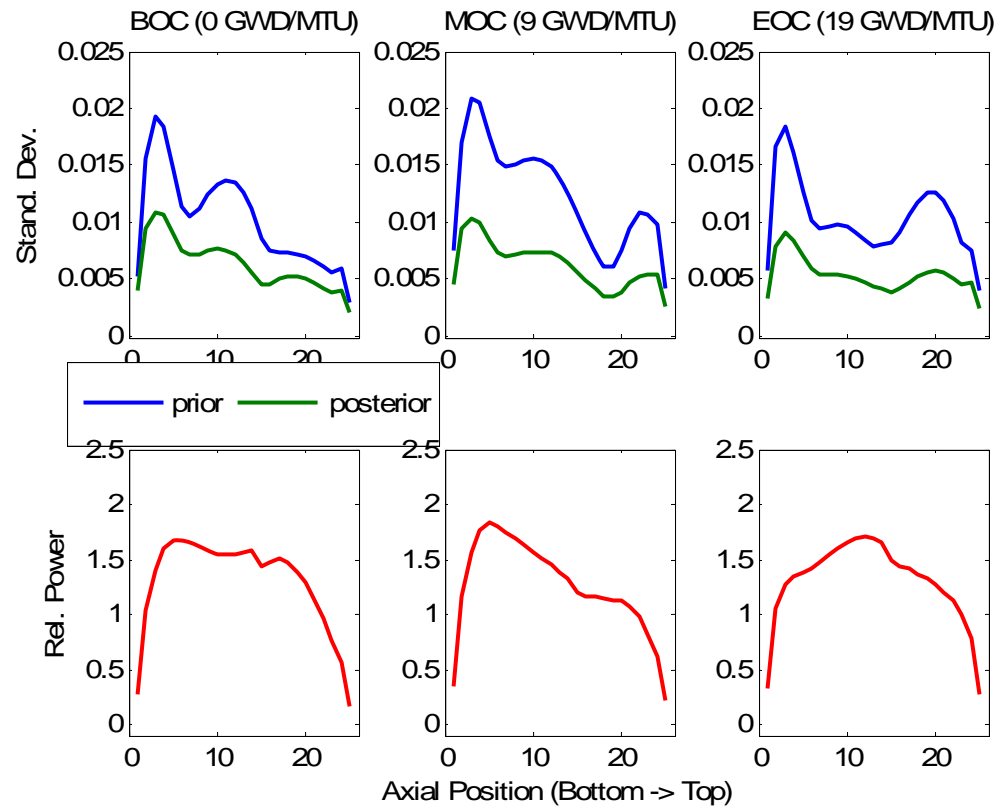 BOC (0 GWD/MTU) MOC (9 GWD/MTU) EOC (19 GWD/MTU)
0.025 0.025 0.025
0.02 0.02 0.02
0.015 0.015 0.015
0.01 0.01 0.01
0.005 0.005 0.005
0 0 0
Stand. Dev.
0 10 20 0 10 20 0 10 20
prior posterior
2.5 2.5 2.5
2 2 2
1.5 1.5 1.5
1 1 1
0.5 0.5 0.5
0 0 0
Rel. Power
0 10 20 0 10 20 0 10 20
Axial Position (Bottom -> Top)